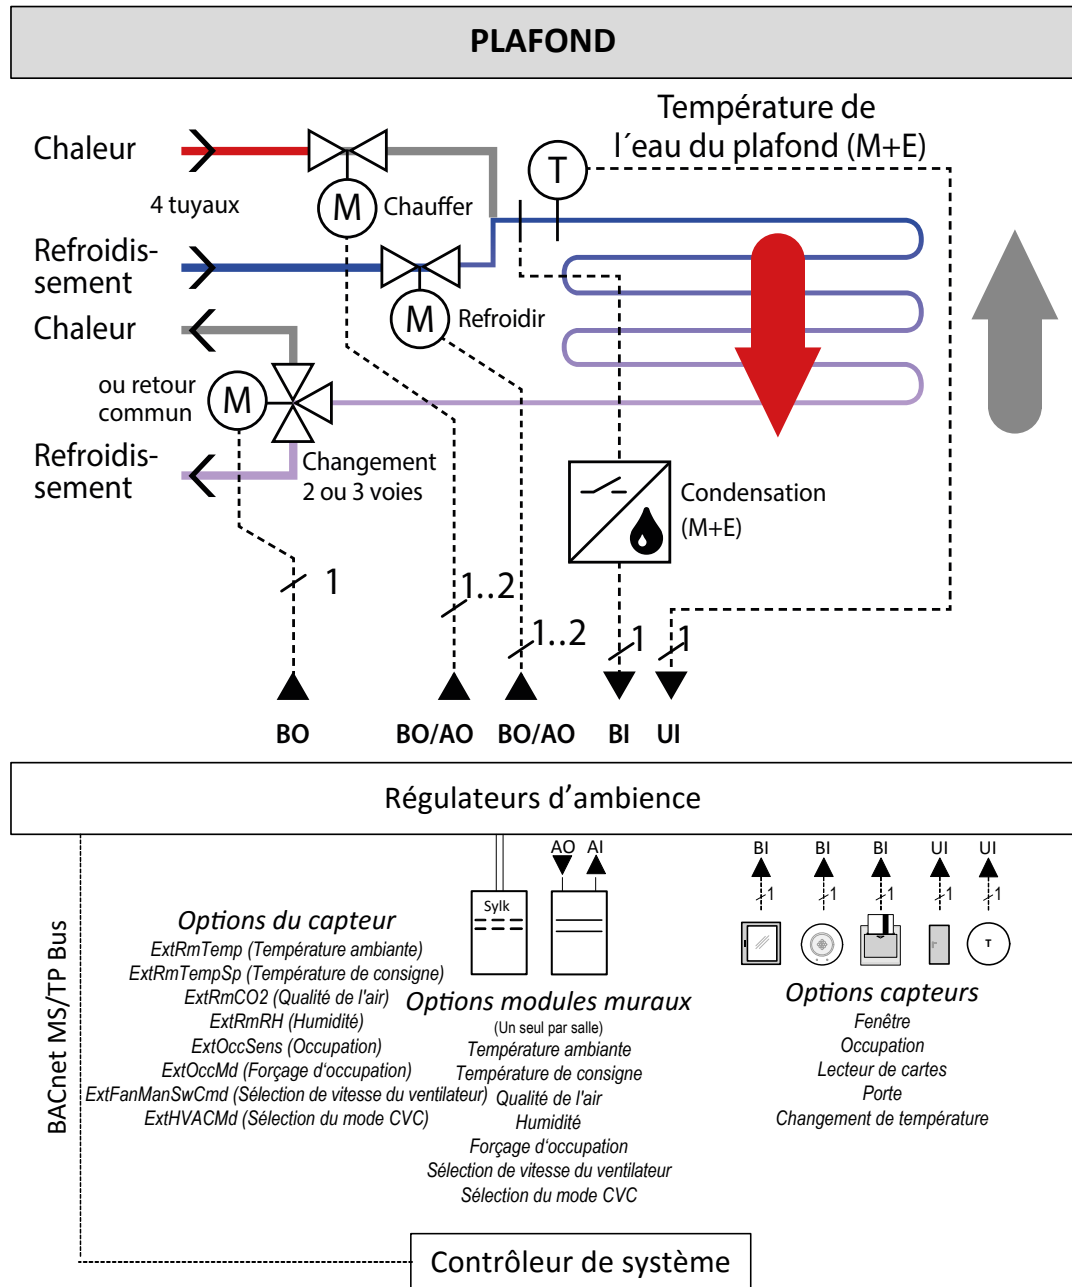 PLAFOND
Température de
l´eau du plafond (M+E)
Chaleur
T
4 tuyaux
M
Chauffer
Refroidis-
sement
M
Refroidir
Chaleur
ou retour
commun
M
Refroidis-
sement
Changement
2 ou 3 voies
Condensation
(M+E)
1
1..2
1..2
1
1
BO
BO/AO
BO/AO
BI
UI
Régulateurs d’ambience
AO
AI
BI
BI
BI
UI
UI
1
1
1
1
1
Sylk
T
BACnet MS/TP Bus
Options du capteur
ExtRmTemp (Température ambiante)
ExtRmTempSp (Température de consigne)
ExtRmCO2 (Qualité de l'air)
ExtRmRH (Humidité)
ExtOccSens (Occupation)
ExtOccMd (Forçage d‘occupation)
ExtFanManSwCmd (Sélection de vitesse du ventilateur)
ExtHVACMd (Sélection du mode CVC)
Options modules muraux
(Un seul par salle)
Température ambiante
Température de consigne
Qualité de l'air
Humidité
Forçage d‘occupation
Sélection de vitesse du ventilateur
Sélection du mode CVC
Options capteurs
Fenêtre
Occupation
Lecteur de cartes
Porte
Changement de température
Contrôleur de système